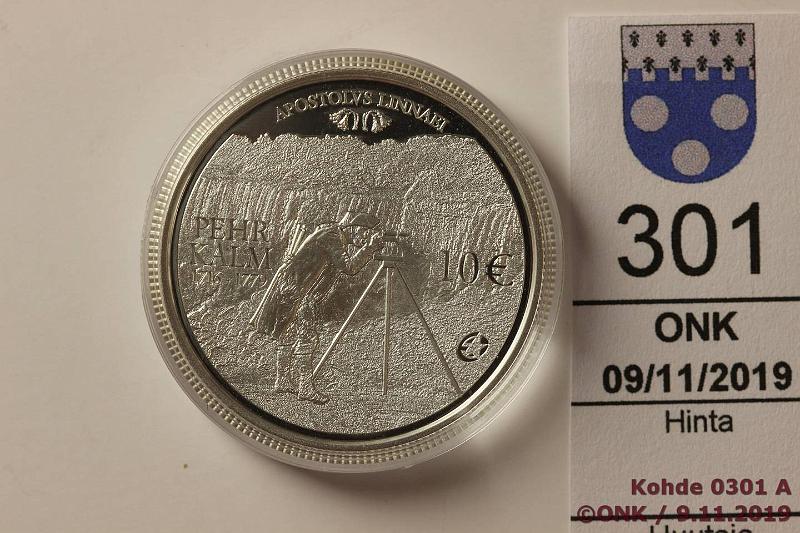 APOSTOLVS LINNAEI
PEHR
KALM
10€
301
ONK
09/11/2019
Hinta
Kohde 0301 A
©ONK / 9.11.2019